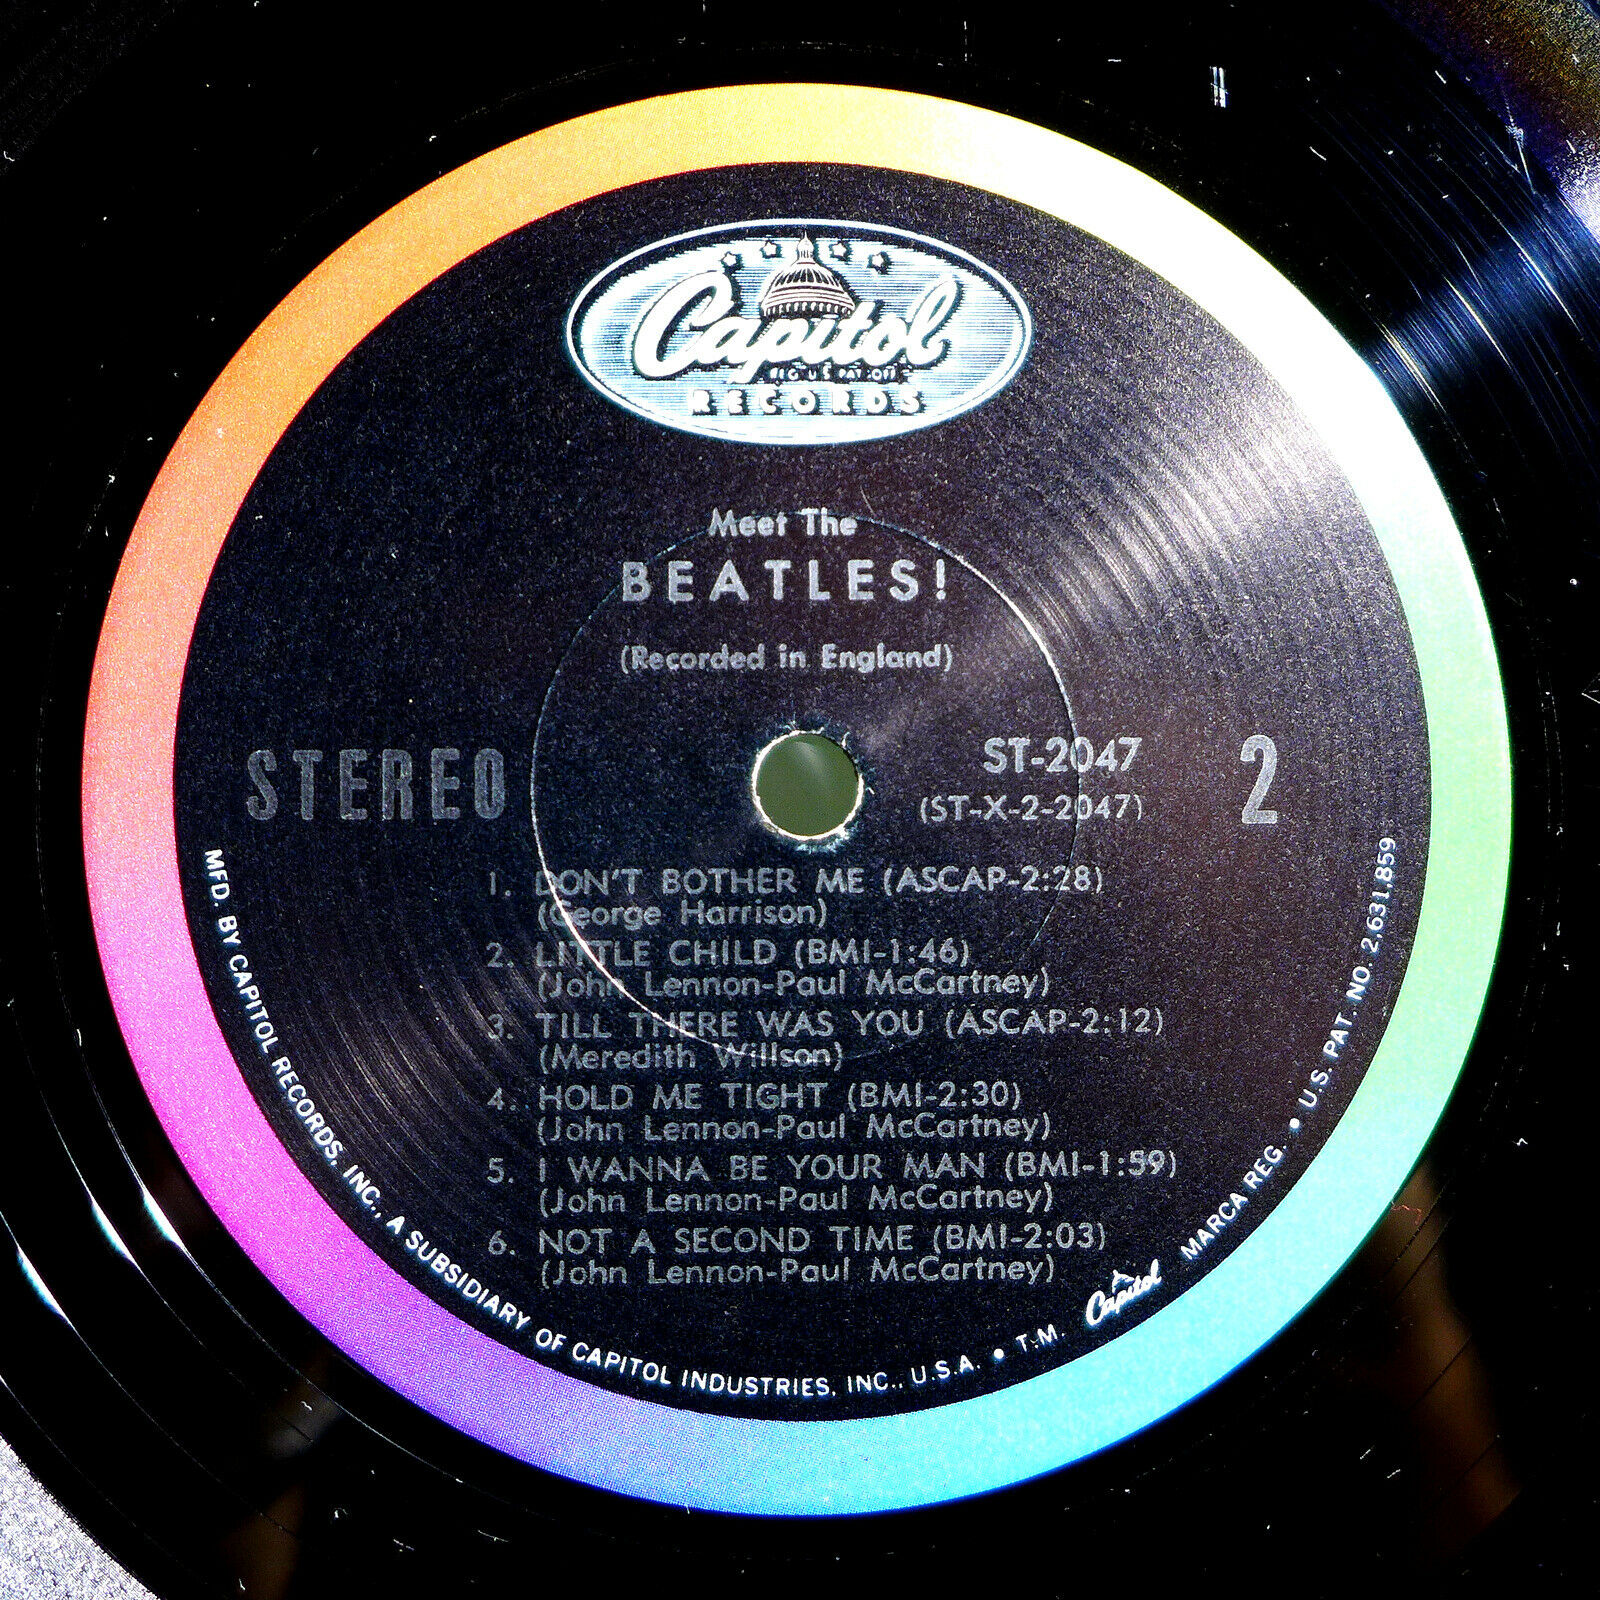 Capitol
REG. U.S. PAT. OFF.
RECORDS
Meet The
BEATLES!
(Recorded in England)
STEREO
ST-2047
(ST-X-2-2047)
2
1. DON'T BOTHER ME (ASCAP-2:28)
(George Harrison)
2. LITTLE CHILD (BMI-1:46)
(John Lennon-Paul McCartney)
3. TILL THERE WAS YOU (ASCAP-2:12)
(Meredith Willson)
4. HOLD ME TIGHT (BMI-2:30)
(John Lennon-Paul McCartney)
5. I WANNA BE YOUR MAN (BMI-1:59)
(John Lennon-Paul McCartney)
6. NOT A SECOND TIME (BMI-2:03)
(John Lennon-Paul McCartney)
MFD. BY CAPITOL RECORDS, INC., A SUBSIDIARY OF CAPITOL INDUSTRIES, INC., U.S.A. • T.M. Capitol MARCA REG. • U.S. PAT. NO. 2,631,859